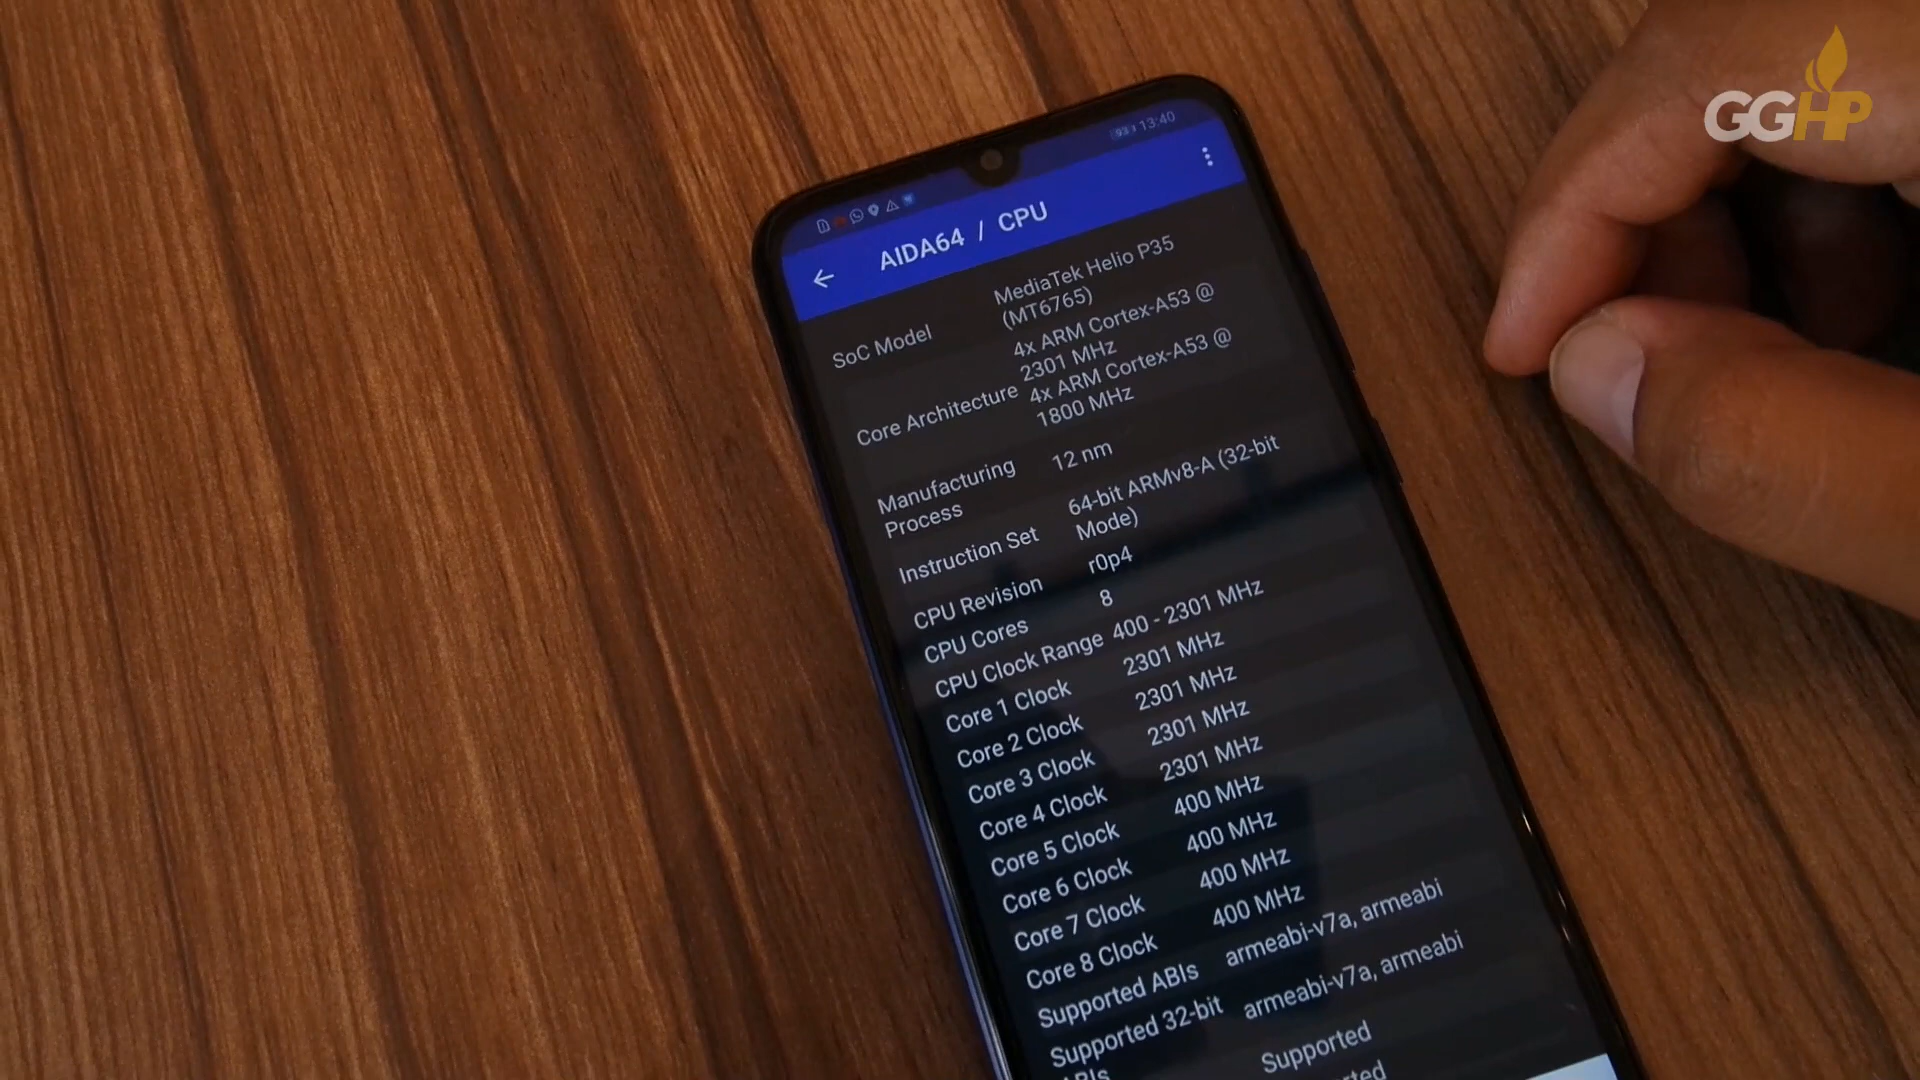 GGHP
93 13:40
AIDA64 / CPU
SoC Model
MediaTek Helio P35
(MT6765)
Core Architecture
4x ARM Cortex-A53 @
2301 MHz
4x ARM Cortex-A53 @
1800 MHz
Manufacturing
Process
12 nm
Instruction Set
64-bit ARMv8-A (32-bit
Mode)
CPU Revision r0p4
CPU Cores 8
CPU Clock Range 400 - 2301 MHz
Core 1 Clock 2301 MHz
Core 2 Clock 2301 MHz
Core 3 Clock 2301 MHz
Core 4 Clock 2301 MHz
Core 5 Clock 400 MHz
Core 6 Clock 400 MHz
Core 7 Clock 400 MHz
Core 8 Clock 400 MHz
Supported ABIs armeabi-v7a, armeabi
Supported 32-bit
ABIs
armeabi-v7a, armeabi
Supported